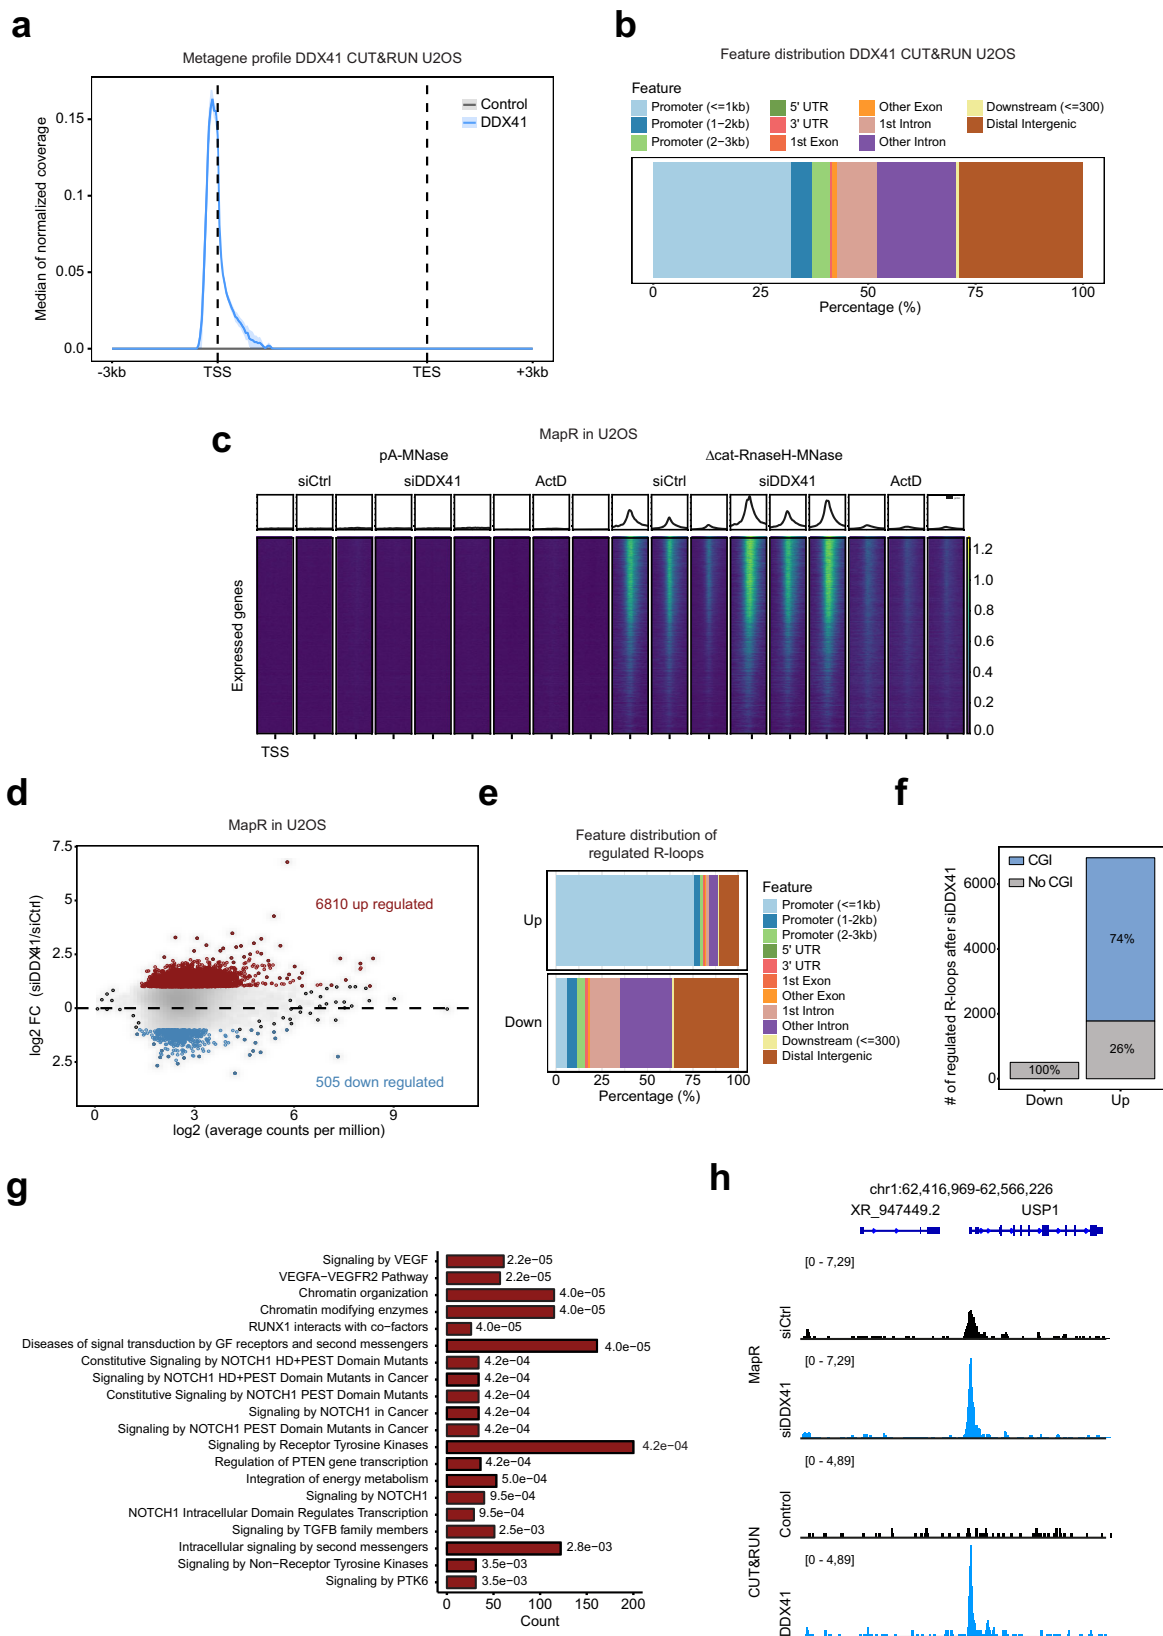 a
Metagene profile DDX41 CUT&RUN U2OS
Median of normalized coverage
0.15
0.1
0.05
0.0
Control
DDX41
-3kb
TSS
TES
+3kb
b
Feature distribution DDX41 CUT&RUN U2OS
Feature
Promoter (<=1kb)
Promoter (1−2kb)
Promoter (2−3kb)
5' UTR
3' UTR
1st Exon
Other Exon
1st Intron
Other Intron
Downstream (<=300)
Distal Intergenic
0
25
50
75
100
Percentage (%)
c
MapR in U2OS
pA-MNase
Δcat-RnaseH-MNase
siCtrl
siDDX41
ActD
siCtrl
siDDX41
ActD
Expressed genes
1.2
1.0
0.8
0.6
0.4
0.2
0.0
TSS
d
MapR in U2OS
log2 FC (siDDX41/siCtrl)
7.5
5
2.5
0
2.5
6810 up regulated
505 down regulated
0
3
6
9
log2 (average counts per million)
e
Feature distribution of
regulated R-loops
Up
Down
0
25
50
75
100
Percentage (%)
Feature
Promoter (<=1kb)
Promoter (1-2kb)
Promoter (2-3kb)
5' UTR
3' UTR
1st Exon
Other Exon
1st Intron
Other Intron
Downstream (<=300)
Distal Intergenic
f
# of regulated R-loops after siDDX41
CGI
No CGI
6000
4000
2000
0
74%
26%
100%
Down
Up
g
Signaling by VEGF
2.2e−05
VEGFA−VEGFR2 Pathway
2.2e−05
Chromatin organization
4.0e−05
Chromatin modifying enzymes
4.0e−05
RUNX1 interacts with co−factors
4.0e−05
Diseases of signal transduction by GF receptors and second messengers
4.0e−05
Constitutive Signaling by NOTCH1 HD+PEST Domain Mutants
4.2e−04
Signaling by NOTCH1 HD+PEST Domain Mutants in Cancer
4.2e−04
Constitutive Signaling by NOTCH1 PEST Domain Mutants
4.2e−04
Signaling by NOTCH1 in Cancer
4.2e−04
Signaling by NOTCH1 PEST Domain Mutants in Cancer
4.2e−04
Signaling by Receptor Tyrosine Kinases
4.2e−04
Regulation of PTEN gene transcription
4.2e−04
Integration of energy metabolism
5.0e−04
Signaling by NOTCH1
9.5e−04
NOTCH1 Intracellular Domain Regulates Transcription
9.5e−04
Signaling by TGFB family members
2.5e−03
Intracellular signaling by second messengers
2.8e−03
Signaling by Non−Receptor Tyrosine Kinases
3.5e−03
Signaling by PTK6
3.5e−03
0
50
100
150
200
Count
h
chr1:62,416,969-62,566,226
XR_947449.2
USP1
MapR
siCtrl
[0 - 7,29]
siDDX41
[0 - 7,29]
CUT&RUN
Control
[0 - 4,89]
DDX41
[0 - 4,89]